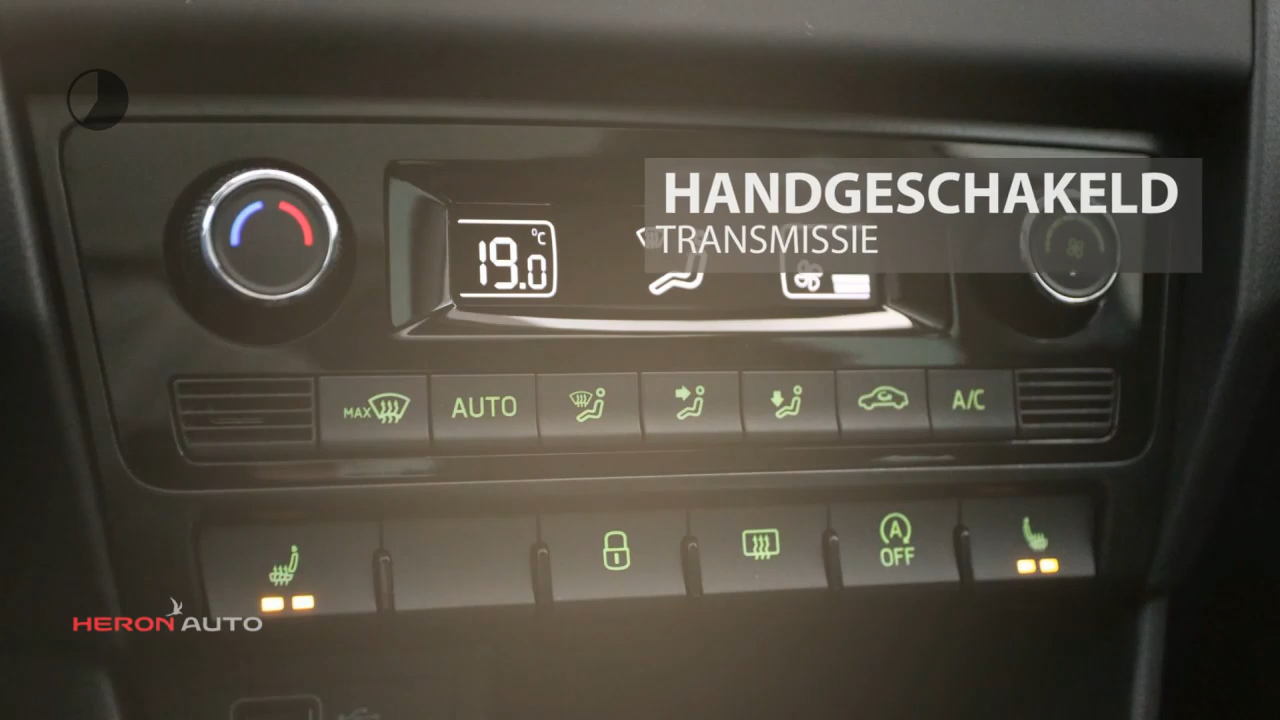 HANDGESCHAKELD
TRANSMISSIE
19.0 °C
MAX
AUTO
A/C
A
OFF
HERON AUTO